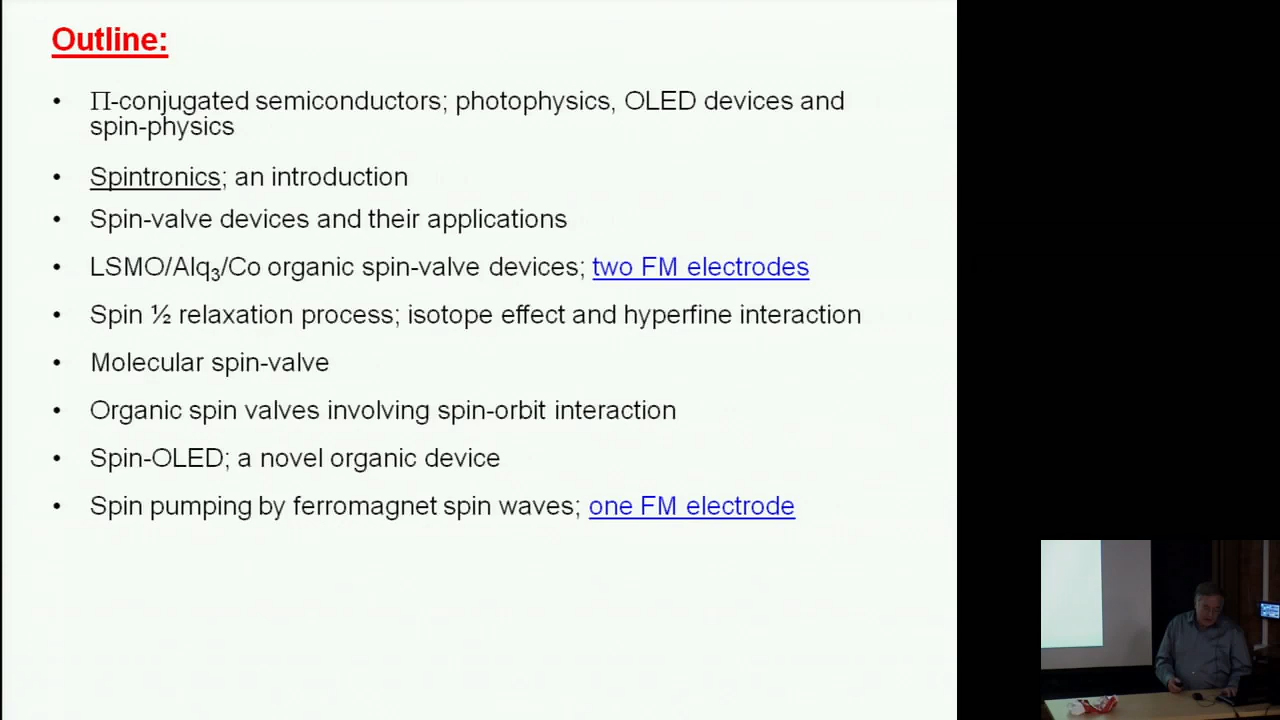 Outline:
• Π-conjugated semiconductors; photophysics, OLED devices and
spin-physics
• Spintronics; an introduction
• Spin-valve devices and their applications
• LSMO/Alq₃/Co organic spin-valve devices; two FM electrodes
• Spin ½ relaxation process; isotope effect and hyperfine interaction
• Molecular spin-valve
• Organic spin valves involving spin-orbit interaction
• Spin-OLED; a novel organic device
• Spin pumping by ferromagnet spin waves; one FM electrode